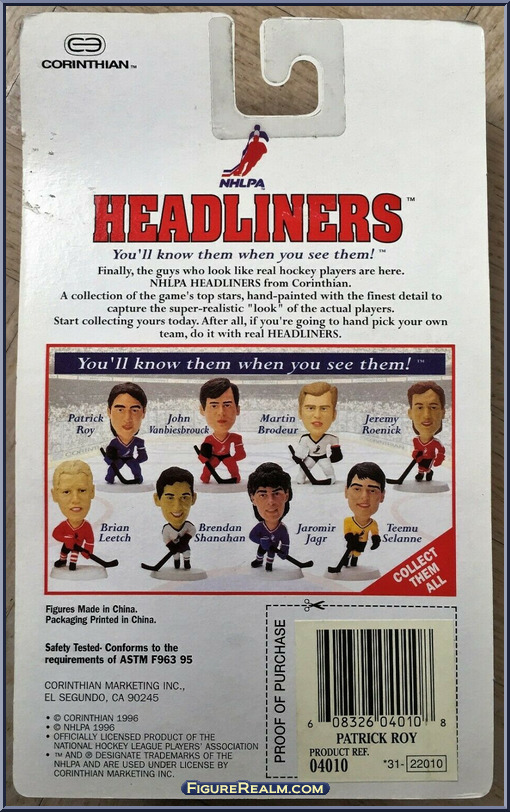 CORINTHIAN™
NHLPA
HEADLINERS™
You'll know them when you see them! ™
Finally, the guys who look like real hockey players are here.
NHLPA HEADLINERS from Corinthian.
A collection of the game's top stars, hand-painted with the finest detail to
capture the super-realistic "look" of the actual players.
Start collecting yours today. After all, if you're going to hand pick your own
team, do it with real HEADLINERS.
You'll know them when you see them! ™
Patrick
Roy
John
Vanbiesbrouck
Martin
Brodeur
Jeremy
Roenick
Brian
Leetch
Brendan
Shanahan
Jaromir
Jagr
Teemu
Selanne
COLLECT
THEM
ALL
Figures Made in China.
Packaging Printed in China.
Safety Tested- Conforms to the
requirements of ASTM F963 95
CORINTHIAN MARKETING INC.,
EL SEGUNDO, CA 90245
• © CORINTHIAN 1996
• © NHLPA 1996
• OFFICIALLY LICENSED PRODUCT OF THE
NATIONAL HOCKEY LEAGUE PLAYERS' ASSOCIATION
• ™ AND ® DESIGNATE TRADEMARKS OF THE
NHLPA AND ARE USED UNDER LICENSE BY
CORINTHIAN MARKETING INC.
PROOF OF PURCHASE
6 08326 04010 8
PATRICK ROY
PRODUCT REF.
04010 *31- 22010
FIGUREREALM.COM